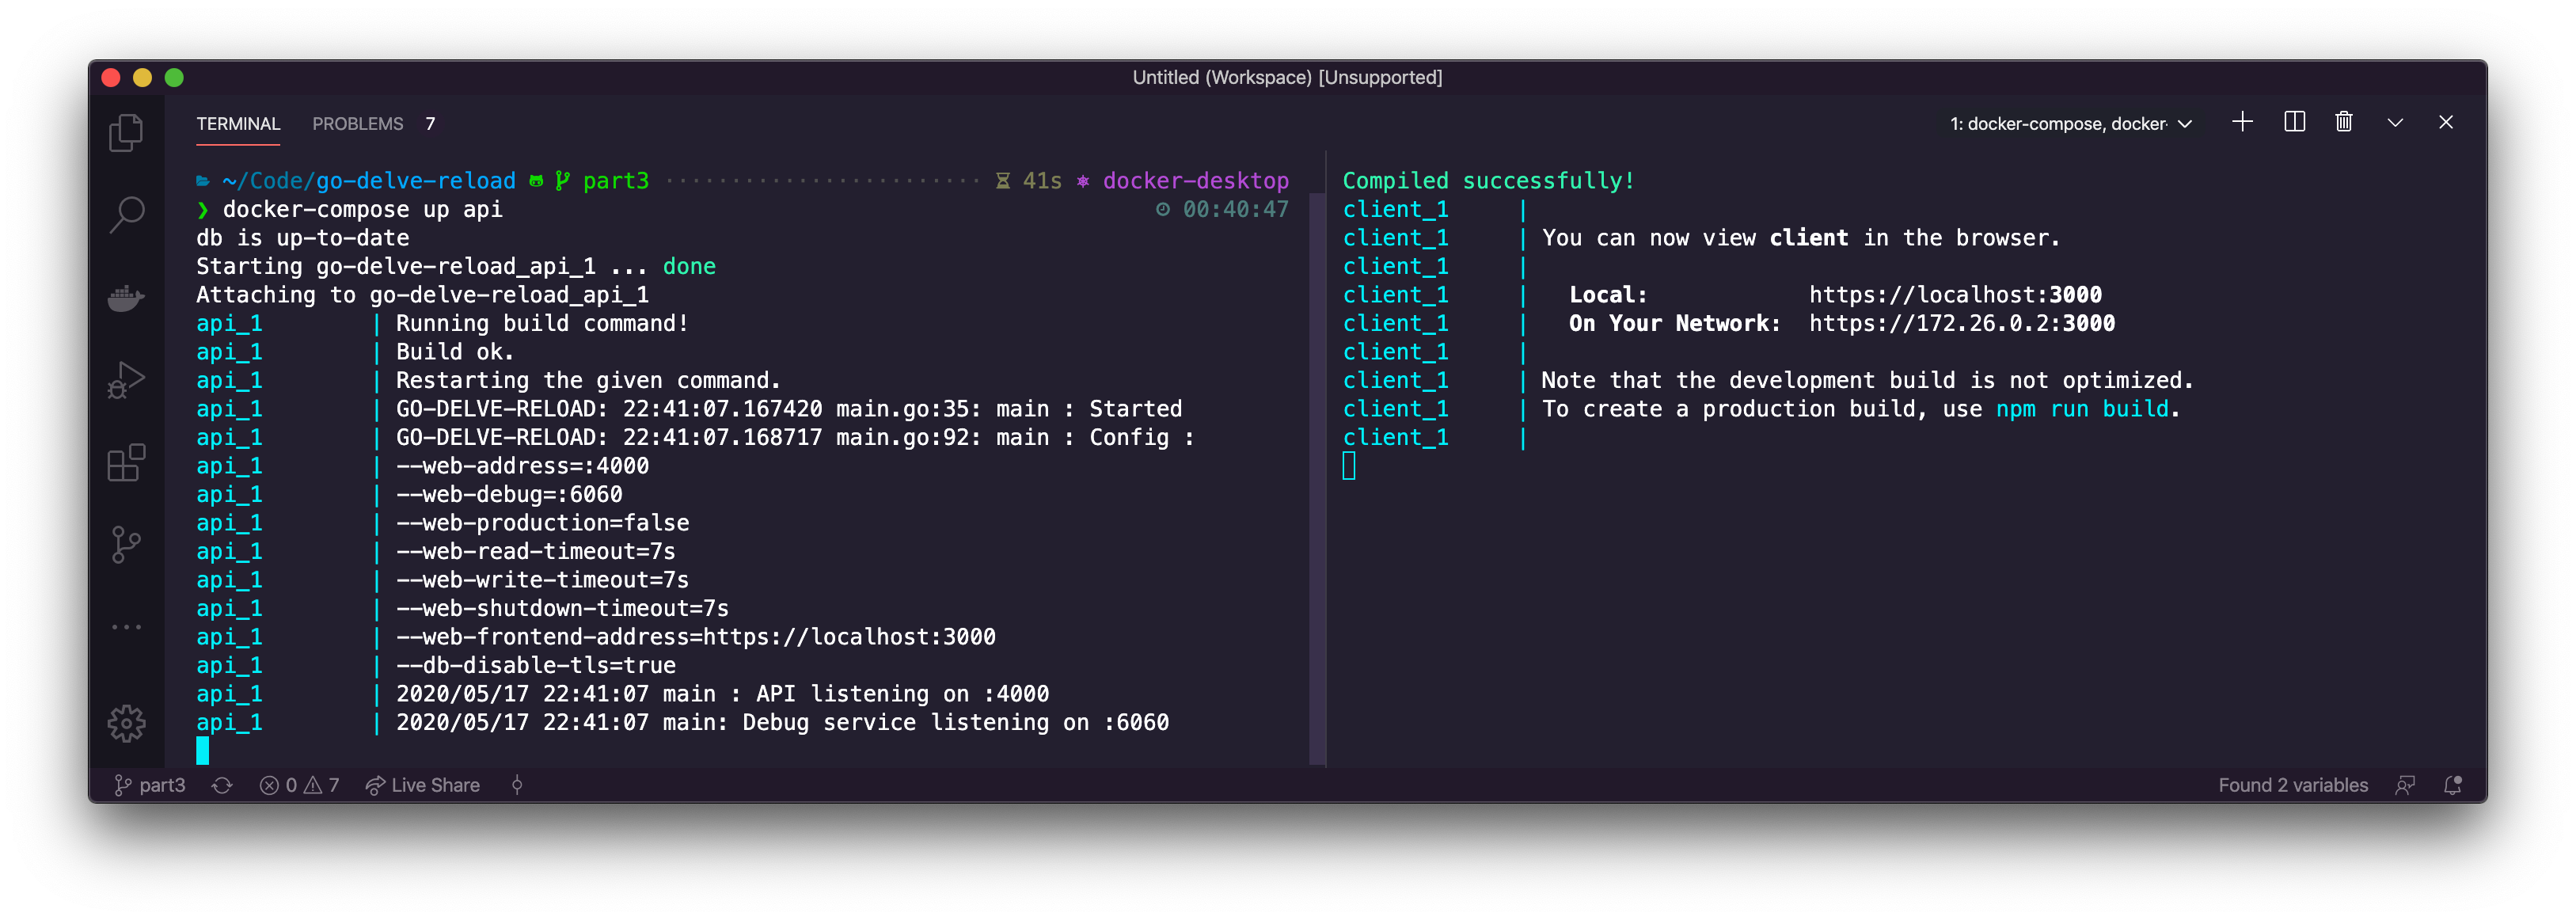 Untitled (Workspace) [Unsupported]
TERMINAL PROBLEMS 7
1: docker-compose, docker-
~/Code/go-delve-reload part3 ························ 41s docker-desktop
❯ docker-compose up api 00:40:47
db is up-to-date
Starting go-delve-reload_api_1 ... done
Attaching to go-delve-reload_api_1
api_1 | Running build command!
api_1 | Build ok.
api_1 | Restarting the given command.
api_1 | GO-DELVE-RELOAD: 22:41:07.167420 main.go:35: main : Started
api_1 | GO-DELVE-RELOAD: 22:41:07.168717 main.go:92: main : Config :
api_1 | --web-address=:4000
api_1 | --web-debug=:6060
api_1 | --web-production=false
api_1 | --web-read-timeout=7s
api_1 | --web-write-timeout=7s
api_1 | --web-shutdown-timeout=7s
api_1 | --web-frontend-address=https://localhost:3000
api_1 | --db-disable-tls=true
api_1 | 2020/05/17 22:41:07 main : API listening on :4000
api_1 | 2020/05/17 22:41:07 main: Debug service listening on :6060
Compiled successfully!
client_1 |
client_1 | You can now view client in the browser.
client_1 |
client_1 | Local: https://localhost:3000
client_1 | On Your Network: https://172.26.0.2:3000
client_1 |
client_1 | Note that the development build is not optimized.
client_1 | To create a production build, use npm run build.
client_1 |
part3 0 7 Live Share
Found 2 variables